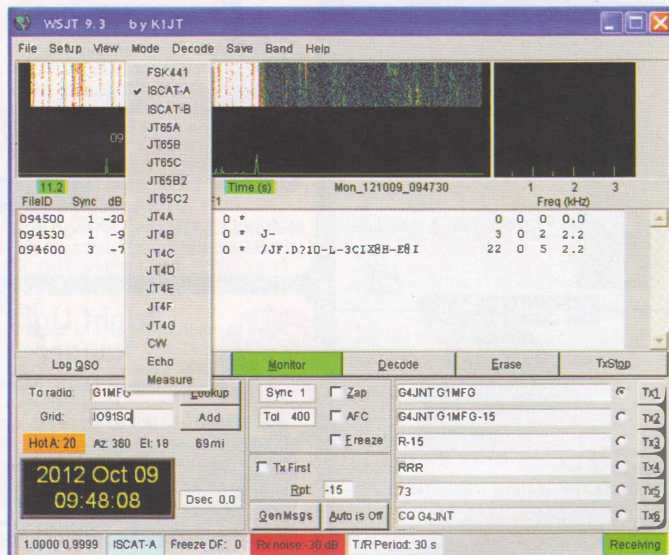 WSJT 9.3 by K1JT
File Setup View Mode Decode Save Band Help
FSK441
✔ ISCAT-A
ISCAT-B
JT65A
JT65B
JT65C
JT65B2
JT65C2
JT4A
JT4B
JT4C
JT4D
JT4E
JT4F
JT4G
CW
Echo
Measure
09
11.2 Time (s) Mon_121009_094730 1 2 3
FileID Sync dB F1 Freq (kHz)
094500 1 -20 0 * 0 0 0 0.0
094530 1 -9 0 * J- 3 0 2 2.2
094600 3 -7 0 * /JF.D?1O-L-3CIX@H-E@I 22 0 5 2.2
Log QSO Monitor Decode Erase TxStop
To radio: G1MFG Lookup
Grid: IO91SQ Add
Hot A: 20 Az: 360 El: 18 69mi
2012 Oct 09
09:48:08
Dsec 0.0
Sync 1 Zap
Tol 400 AFC
Freeze
Tx First
Rpt: -15
GenMsgs Auto is Off
G4JNT G1MFG Tx1
G4JNT G1MFG-15 Tx2
R-15 Tx3
RRR Tx4
73 Tx5
CQ G4JNT Tx6
1.0000 0.9999 ISCAT-A Freeze DF: 0 Rx noise:-30 dB T/R Period: 30 s Receiving